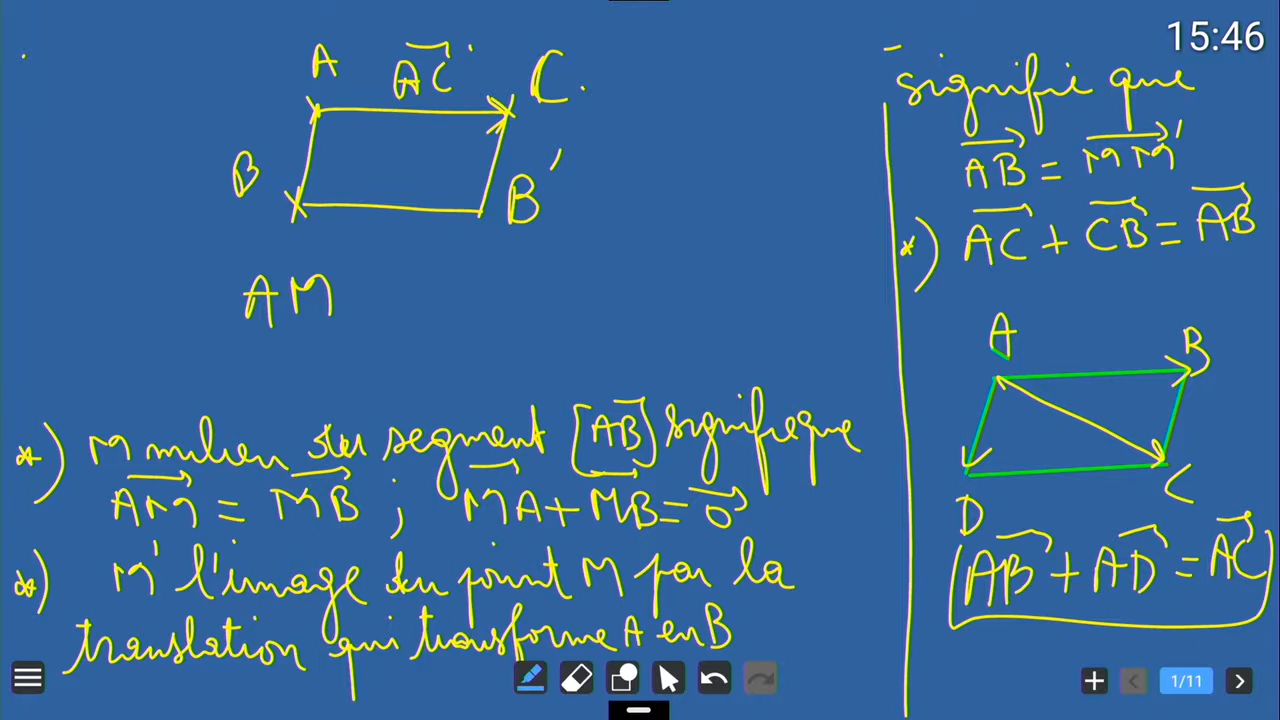 15:46
A
AC
C
B
B'
AM
*) M milieu du segment [AB] signifie que
AM = MB ; MA + MB = 0
*) M' l'image du point M par la
translation qui transforme A en B
signifie que
AB = MM'
*) AC + CB = AB
A
B
D
C
AB + AD = AC
1/11